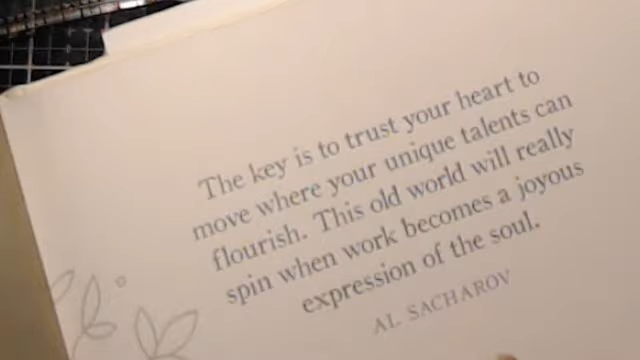 The key is to trust your heart to
move where your unique talents can
flourish. This old world will really
spin when work becomes a joyous
expression of the soul.
AL SACHAROV